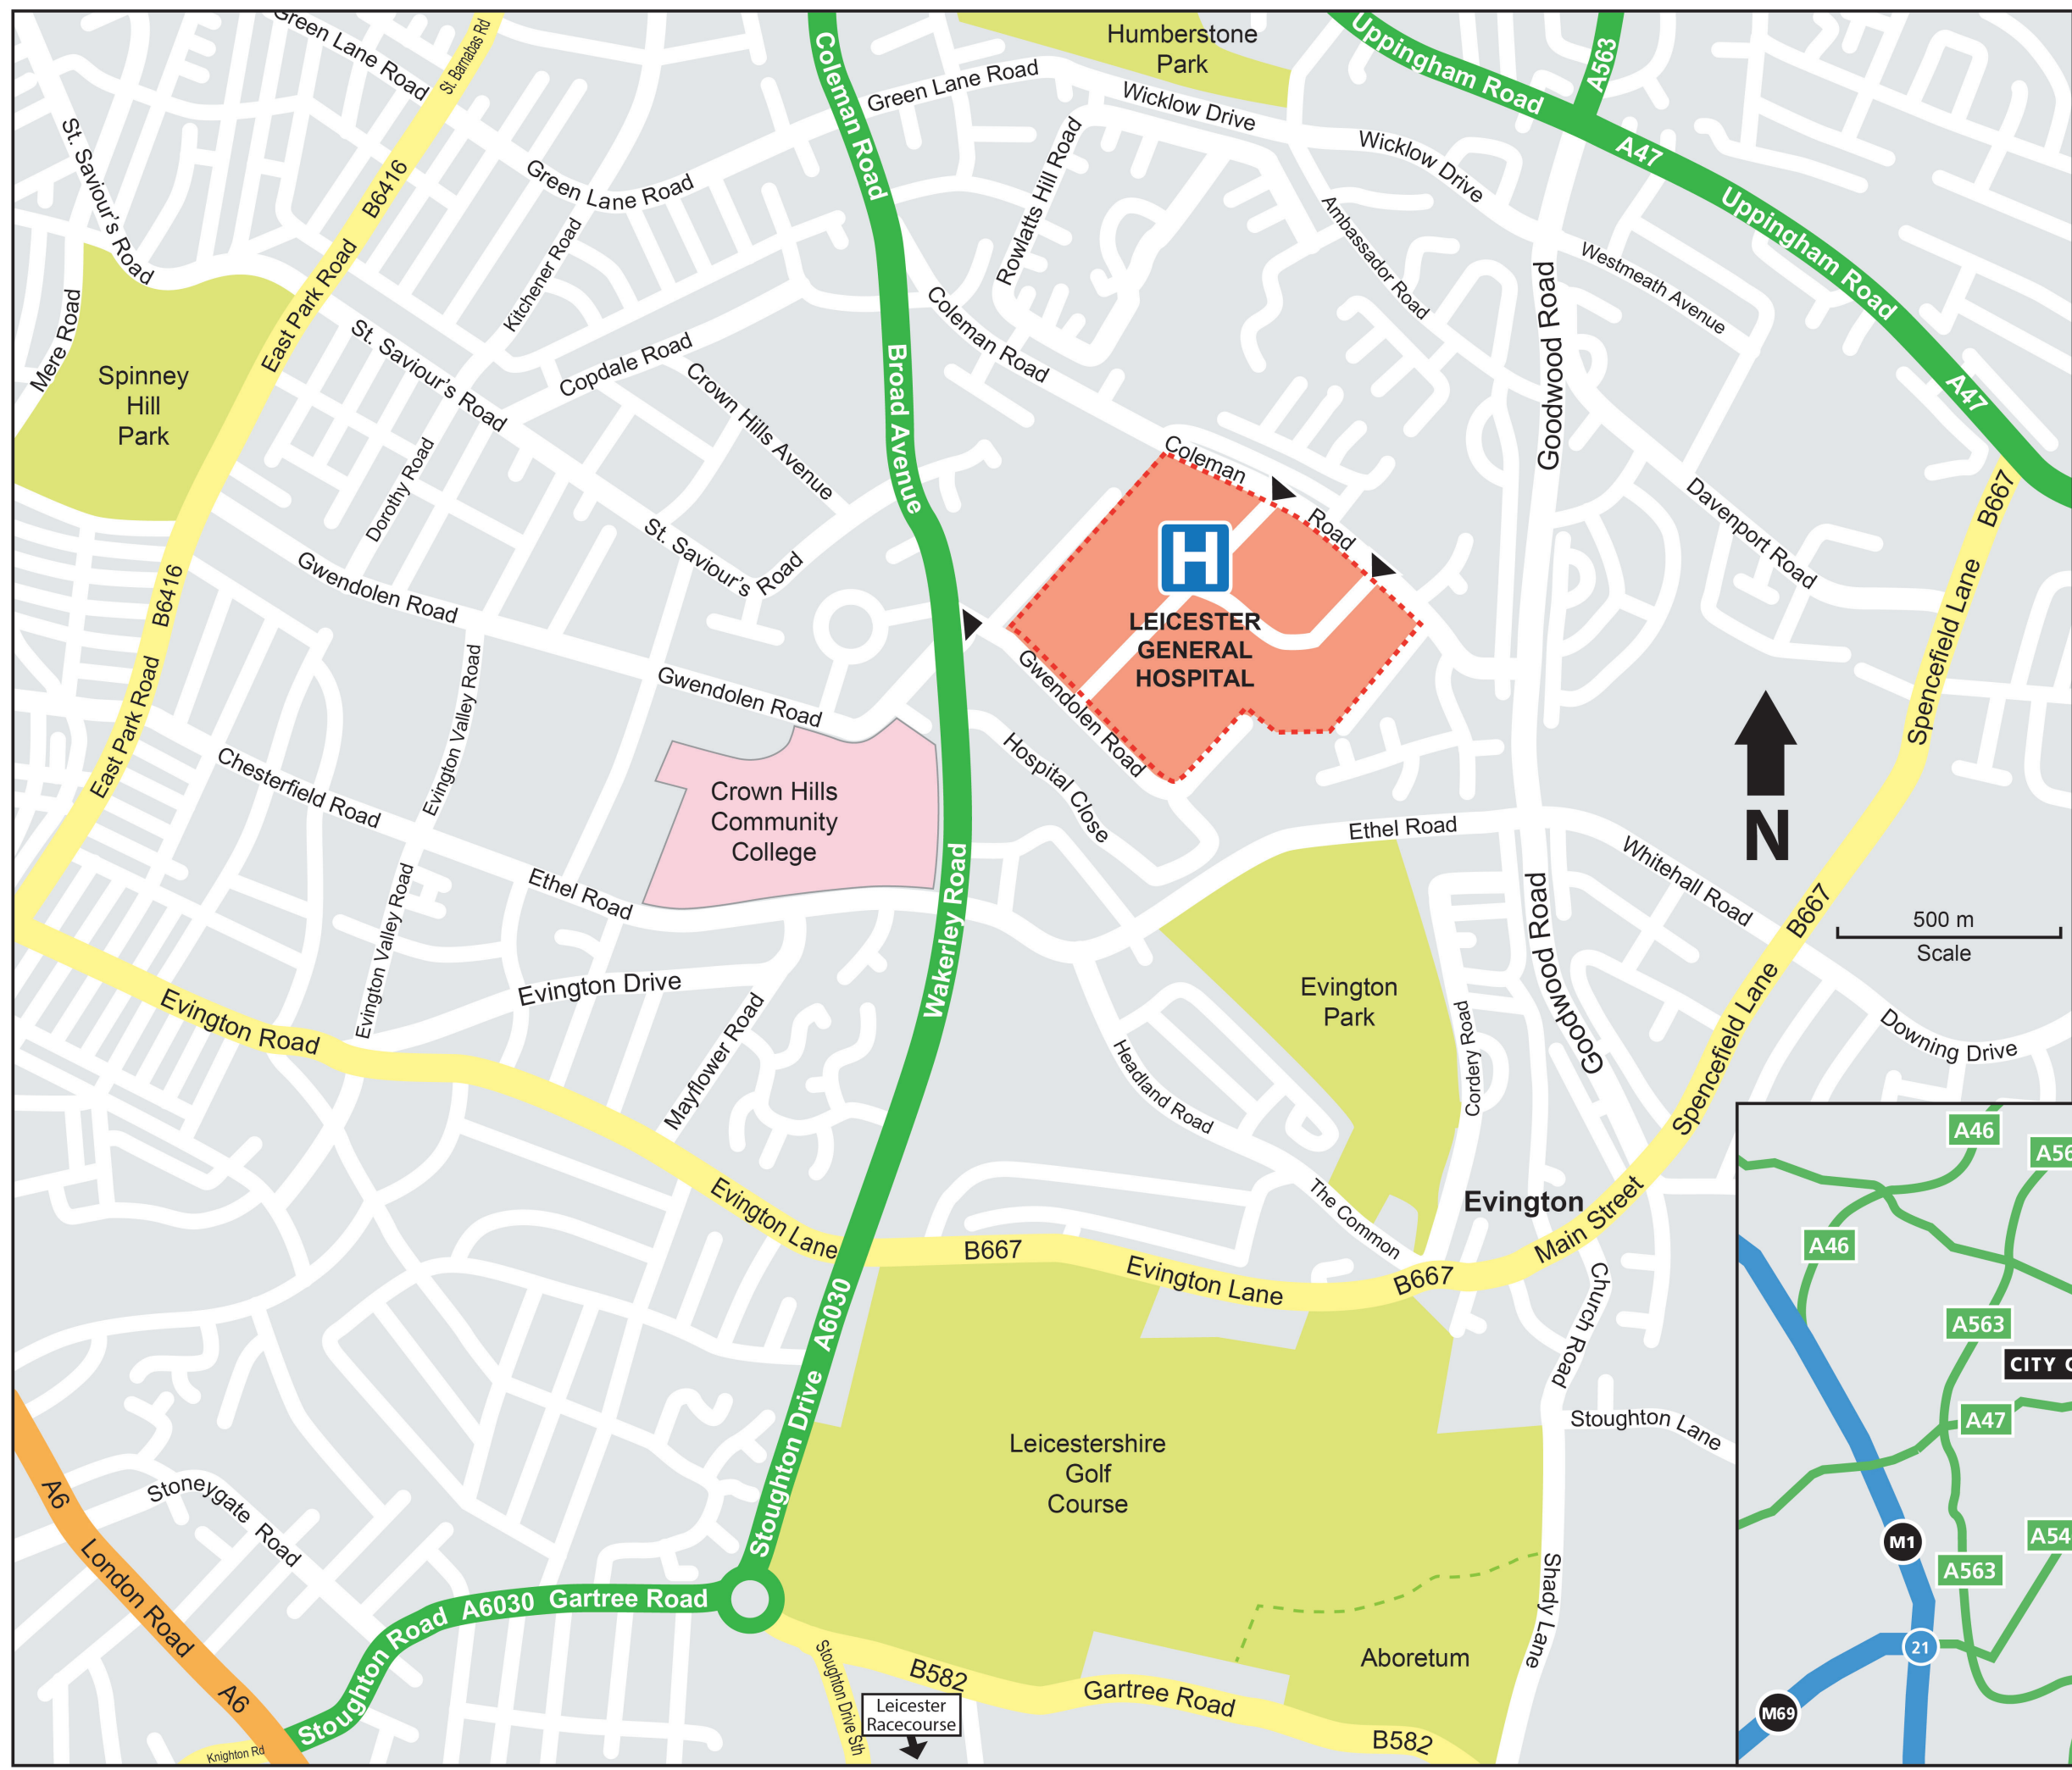 Green Lane Road
St. Barnabas Rd
Coleman Road
Green Lane Road
Humberstone
Park
Wicklow Drive
Uppingham Road
A563
A47
Uppingham Road
A47
St. Saviour's Road
B6416
Green Lane Road
Kitchener Road
Rowlatts Hill Road
Wicklow Drive
Ambassador Road
Westmeath Avenue
Goodwood Road
Mere Road
Spinney
Hill
Park
East Park Road
St. Saviour's Road
Copdale Road
Crown Hills Avenue
Broad Avenue
Coleman Road
Dorothy Road
Coleman
Road
Davenport Road
B667
St. Saviour's Road
Gwendolen Road
B6416
H
LEICESTER
GENERAL
HOSPITAL
Spencefield Lane
Gwendolen Road
Gwendolen Road
Evington Valley Road
East Park Road
Chesterfield Road
Crown Hills
Community
College
Hospital Close
N
Ethel Road
Ethel Road
Wakerley Road
Whitehall Road
B667
500 m
Scale
Evington Valley Road
Evington Drive
Evington Road
Mayflower Road
Evington
Park
Cordery Road
Goodwood Road
Goodwood Road
Spencefield Lane
Downing Drive
Headland Road
The Common
Evington
Main Street
Evington Lane
B667
Evington Lane
B667
Church Road
A6030
Stoughton Drive
Leicestershire
Golf
Course
Stoughton Lane
A6
Stoneygate Road
London Road
A6
Stoughton Road
A6030
Gartree Road
Knighton Rd
Stoughton Drive Sth
Leicester
Racecourse
B582
Gartree Road
B582
Aboretum
Shady Lane
A46
A56
A46
A563
CITY C
A47
M1
A54
A563
21
M69